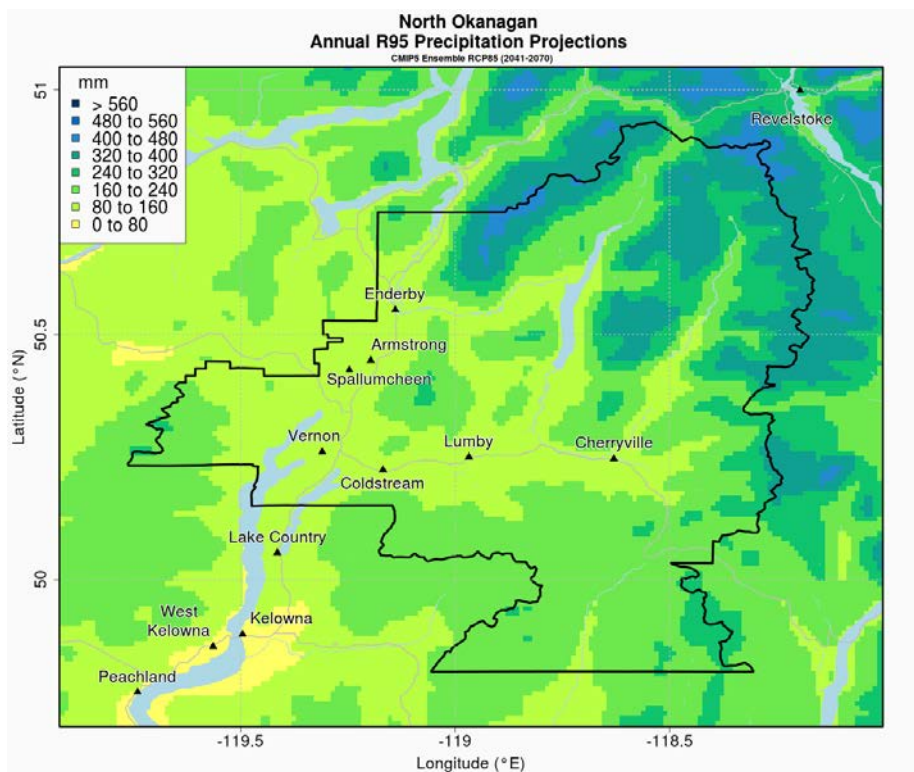 North Okanagan
Annual R95 Precipitation Projections
CMIP5 Ensemble RCP85 (2041-2070)
mm
> 560
480 to 560
400 to 480
320 to 400
240 to 320
160 to 240
80 to 160
0 to 80
Revelstoke
Enderby
Armstrong
Spallumcheen
Vernon
Lumby
Cherryville
Coldstream
Lake Country
West
Kelowna
Kelowna
Peachland
51
50.5
50
Latitude (°N)
-119.5
-119
-118.5
Longitude (°E)